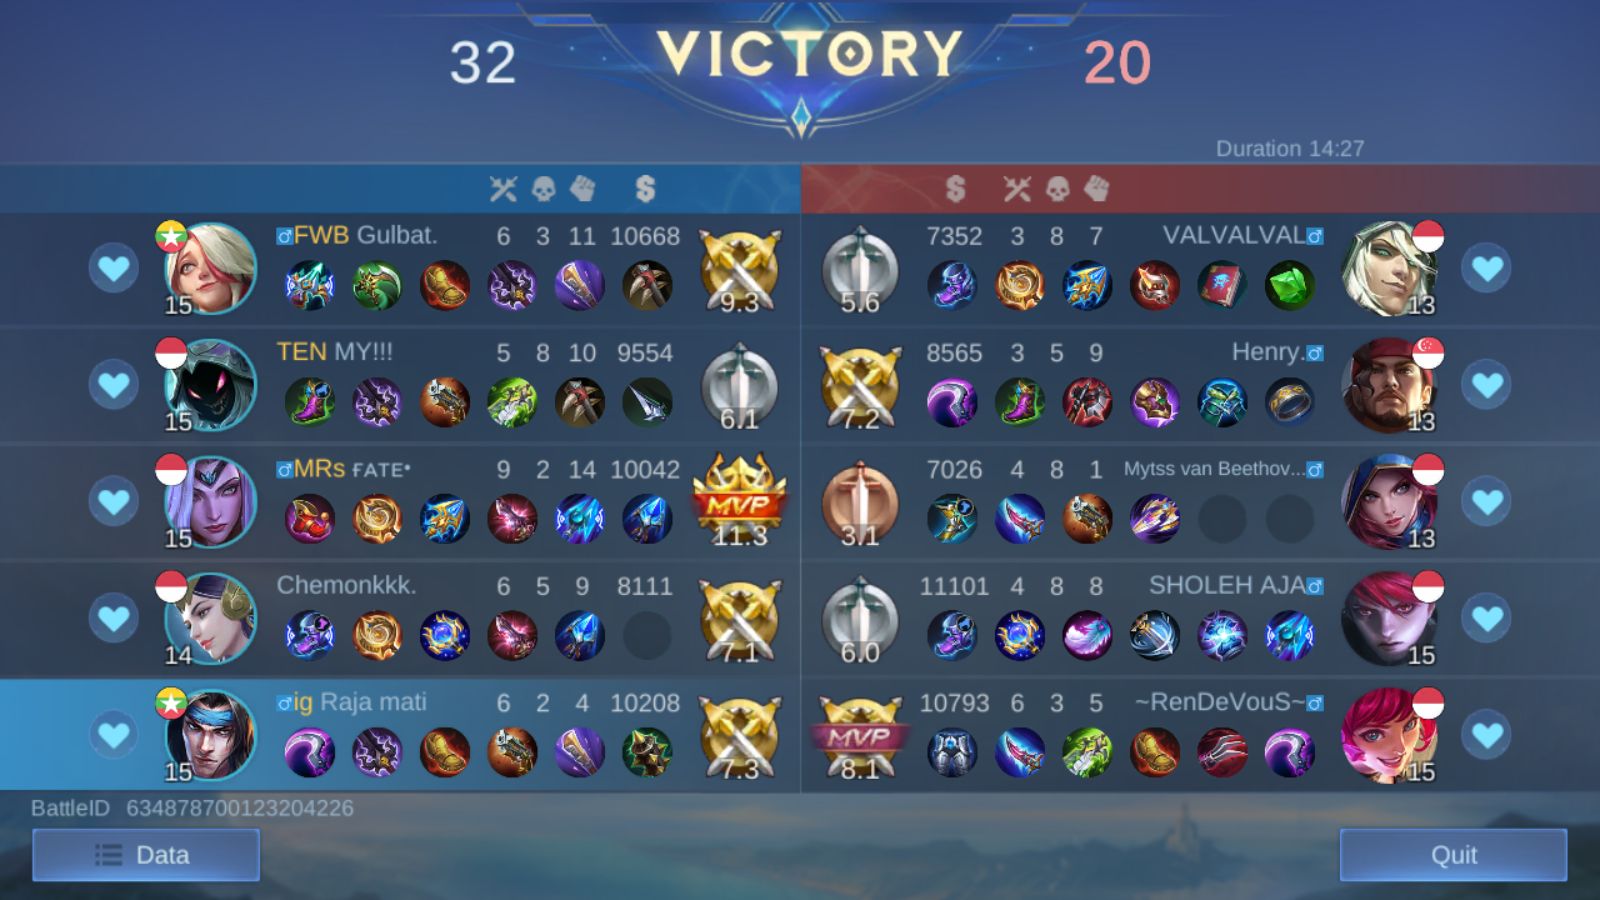 32 VICTORY 20
Duration 14:27
♂FWB Gulbat. 6 3 11 10668
15 9.3
5.6 7352 3 8 7 VALVALVAL♂
13
TEN MY!!! 5 8 10 9554
15 6.1
7.2 8565 3 5 9 Henry.♂
13
♂MRs ꜰᴀᴛᴇ• 9 2 14 10042
MVP
15 11.3
3.1 7026 4 8 1 Mytss van Beethov...♂
13
Chemonkkk. 6 5 9 8111
14 7.1
6.0 11101 4 8 8 SHOLEH AJA♂
15
♂ig Raja mati 6 2 4 10208
15 7.3
MVP
8.1 10793 6 3 5 ~RenDeVouS~♂
15
BattleID 634878700123204226
Data
Quit